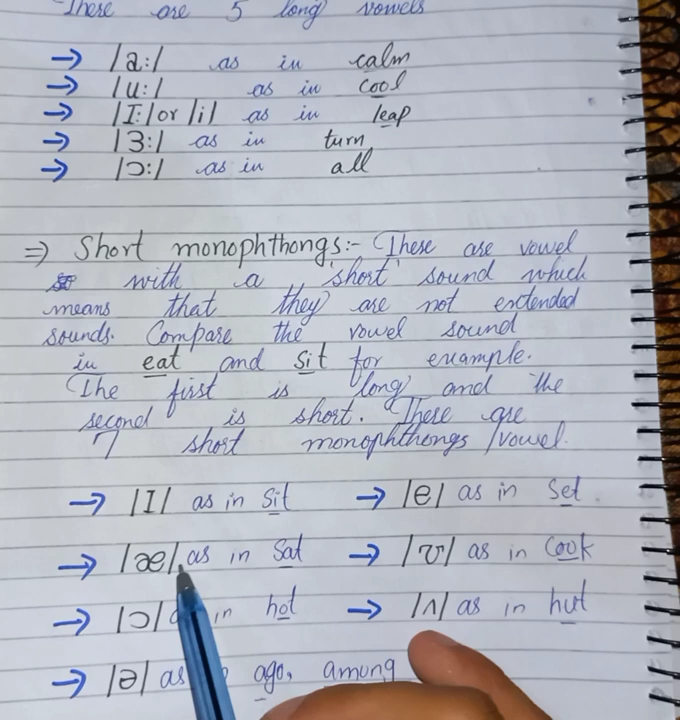 There are 5 long vowels
→ /a:/ as in calm
→ /u:/ as in cool
→ /I:/ or /i/ as in leap
→ /3:/ as in turn
→ /ɔ:/ as in all
⇒ Short monophthongs:- These are vowel
with a 'short' sound which
means that they are not extended
sounds. Compare the vowel sound
in eat and sit for example.
The first is long and the
second is short. These are
7 short monophthongs /vowel.
→ /I/ as in Sit → /e/ as in Set
→ /æ/ as in Sat → /ʊ/ as in Cook
→ /ɔ/ in hot → /ʌ/ as in hut
→ /ə/ as ago, among